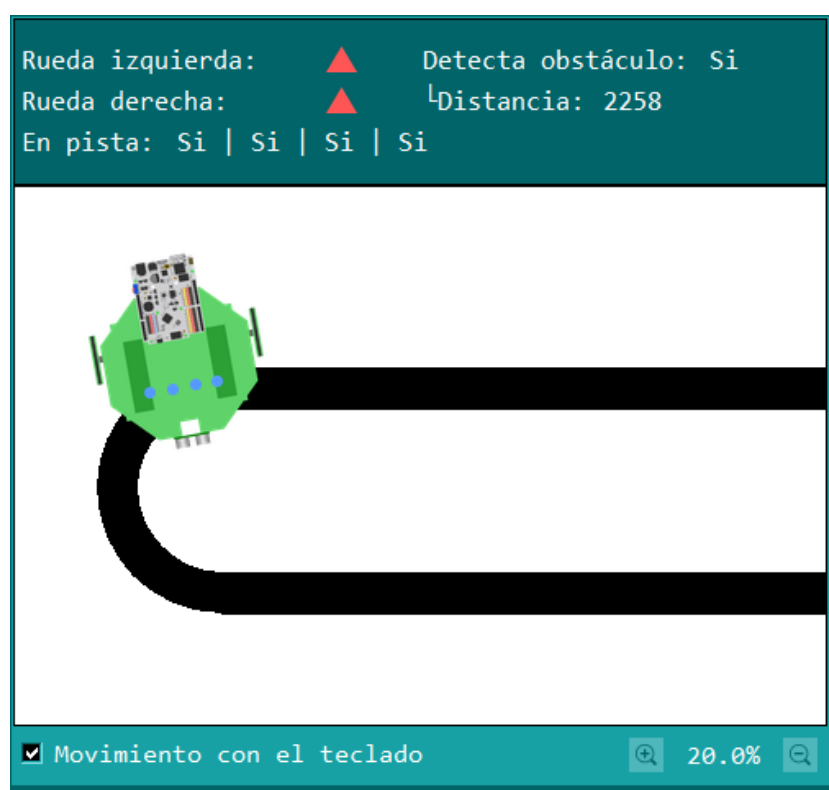 Rueda izquierda: Detecta obstáculo: Si
Rueda derecha: └Distancia: 2258
En pista: Si | Si | Si | Si
Movimiento con el teclado 20.0%